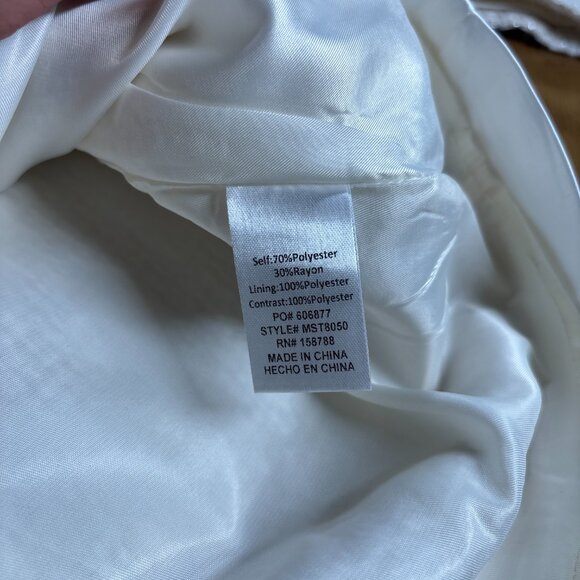 Self:70%Polyester
30%Rayon
Lining:100%Polyester
Contrast:100%Polyester
PO# 606877
STYLE# MST8050
RN# 158788
MADE IN CHINA
HECHO EN CHINA